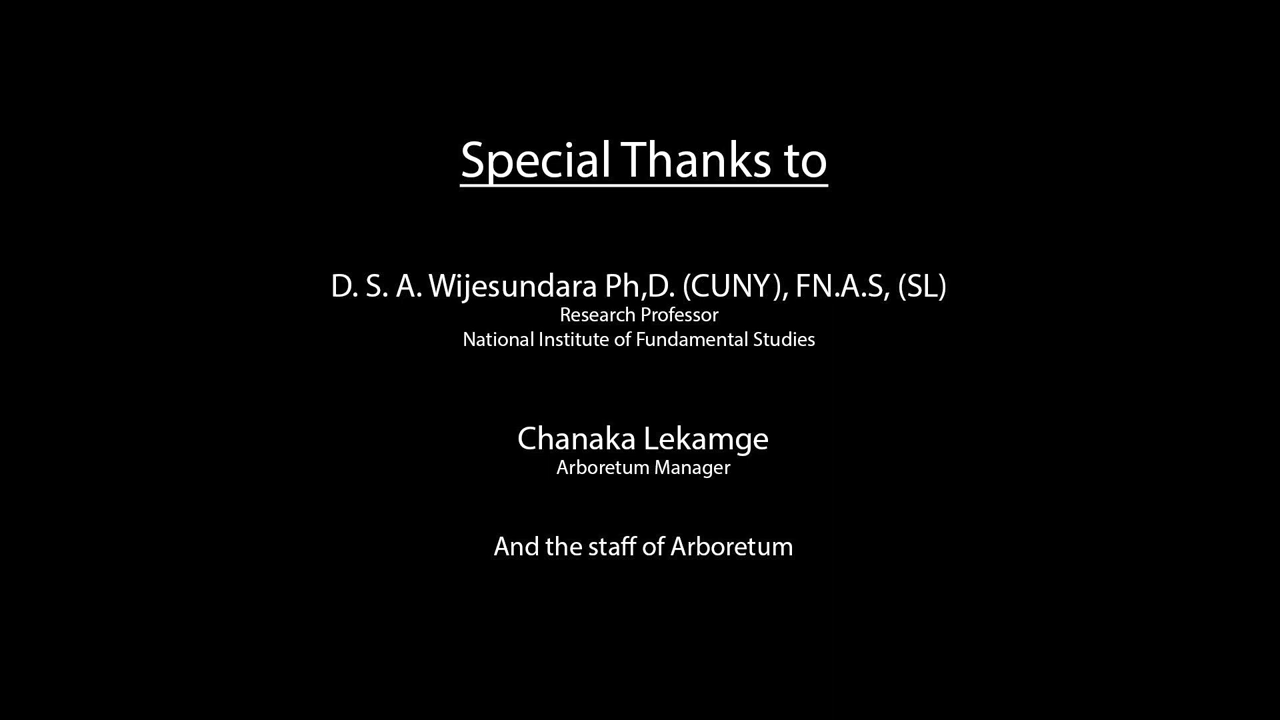 Special Thanks to
D. S. A. Wijesundara Ph,D. (CUNY), FN.A.S, (SL)
Research Professor
National Institute of Fundamental Studies
Chanaka Lekamge
Arboretum Manager
And the staff of Arboretum